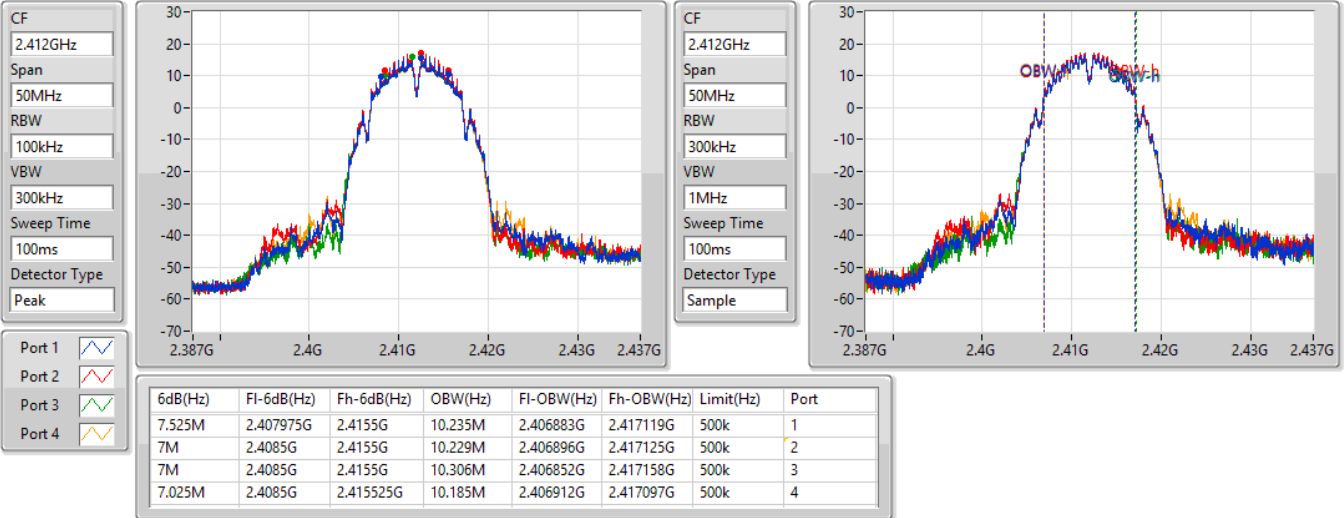 CF
2.412GHz
Span
50MHz
RBW
100kHz
VBW
300kHz
Sweep Time
100ms
Detector Type
Peak
30
20
10
0
-10
-20
-30
-40
-50
-60
-70
2.387G 2.4G 2.41G 2.42G 2.43G 2.437G
CF
2.412GHz
Span
50MHz
RBW
300kHz
VBW
1MHz
Sweep Time
100ms
Detector Type
Sample
30
20
10
0
-10
-20
-30
-40
-50
-60
-70
OBW-h
2.387G 2.4G 2.41G 2.42G 2.43G 2.437G
Port 1
Port 2
Port 3
Port 4
6dB(Hz) Fl-6dB(Hz) Fh-6dB(Hz) OBW(Hz) Fl-OBW(Hz) Fh-OBW(Hz) Limit(Hz) Port
7.525M 2.407975G 2.4155G 10.235M 2.406883G 2.417119G 500k 1
7M 2.4085G 2.4155G 10.229M 2.406896G 2.417125G 500k 2
7M 2.4085G 2.4155G 10.306M 2.406852G 2.417158G 500k 3
7.025M 2.4085G 2.415525G 10.185M 2.406912G 2.417097G 500k 4